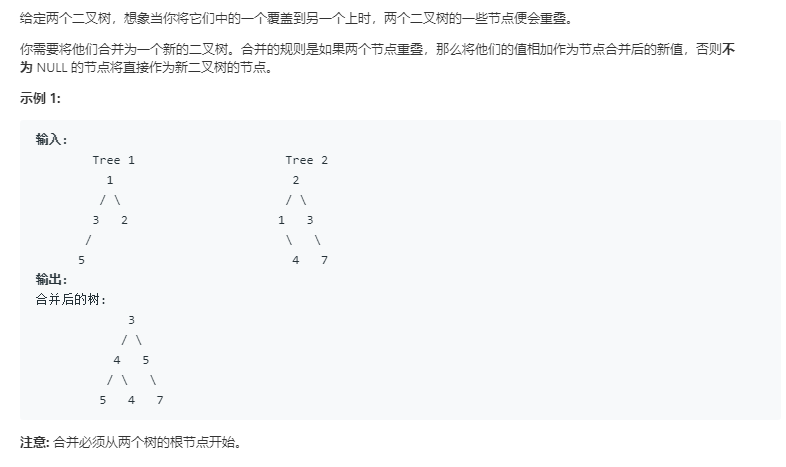 给定两个二叉树，想象当你将它们中的一个覆盖到另一个上时，两个二叉树的一些节点便会重叠。
你需要将他们合并为一个新的二叉树。合并的规则是如果两个节点重叠，那么将他们的值相加作为节点合并后的新值，否则不
为 NULL 的节点将直接作为新二叉树的节点。
示例 1:
输入:
Tree 1                     Tree 2
1                         2
/ \                       / \
3   2                     1   3
/                           \   \
5                             4   7
输出:
合并后的树:
3
/ \
4   5
/ \   \
5   4   7
注意: 合并必须从两个树的根节点开始。